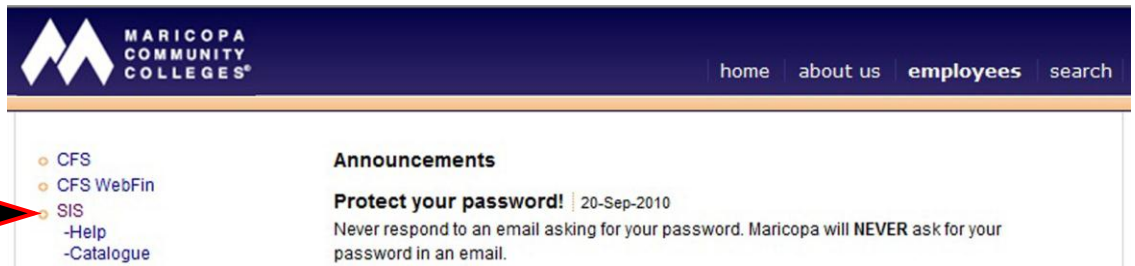 MARICOPA
COMMUNITY
COLLEGES®
home about us employees search
CFS
CFS WebFin
SIS
-Help
-Catalogue
Announcements
Protect your password! 20-Sep-2010
Never respond to an email asking for your password. Maricopa will NEVER ask for your
password in an email.